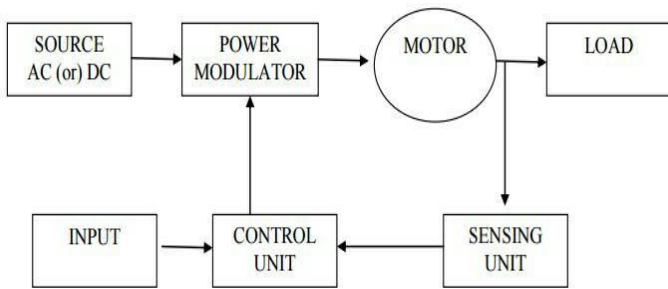 SOURCE
AC (or) DC
POWER
MODULATOR
MOTOR
LOAD
INPUT
CONTROL
UNIT
SENSING
UNIT